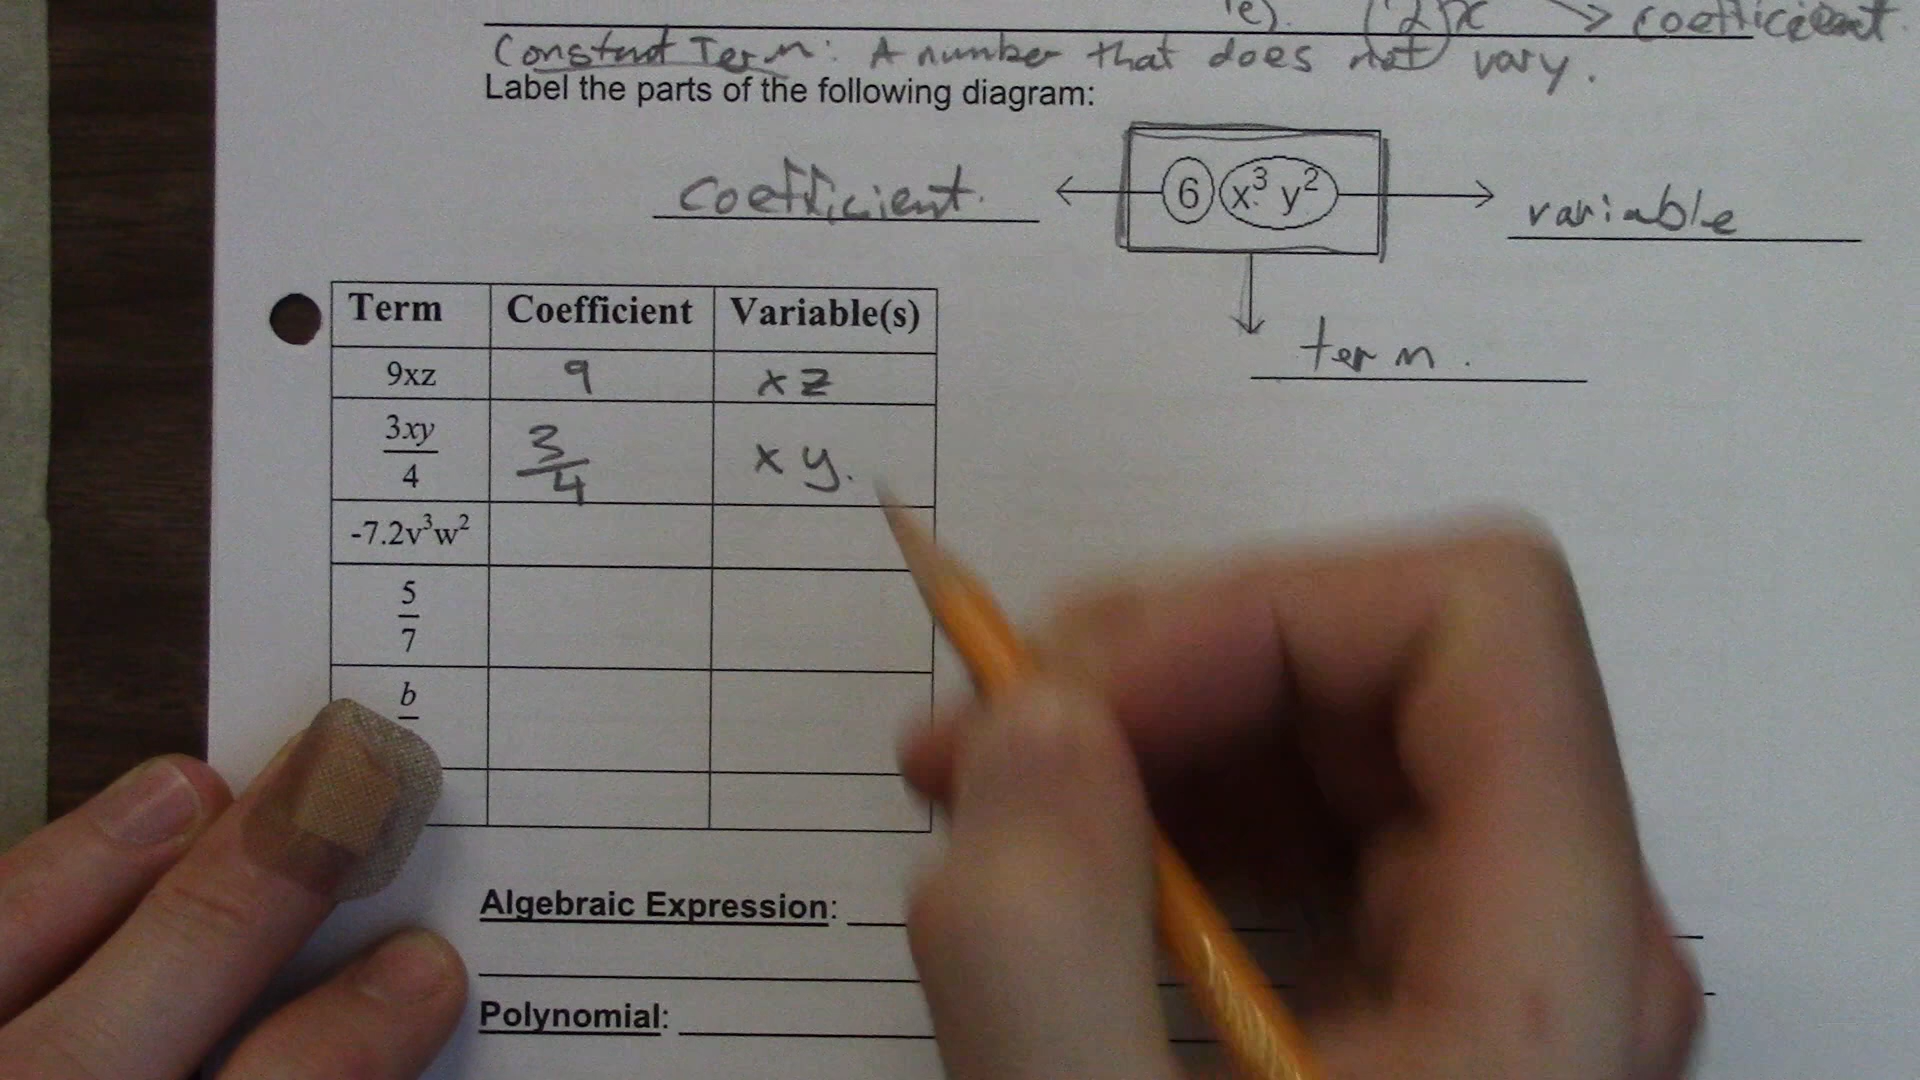 e). (2)x > coefficient.
Constant Term: A number that does not vary.
Label the parts of the following diagram:
coefficient. 6 x³ y² variable
term.
Term Coefficient Variable(s)
9xz 9 xz
3xy/4 3/4 xy.
-7.2v³w²
5/7
b
Algebraic Expression:
Polynomial: